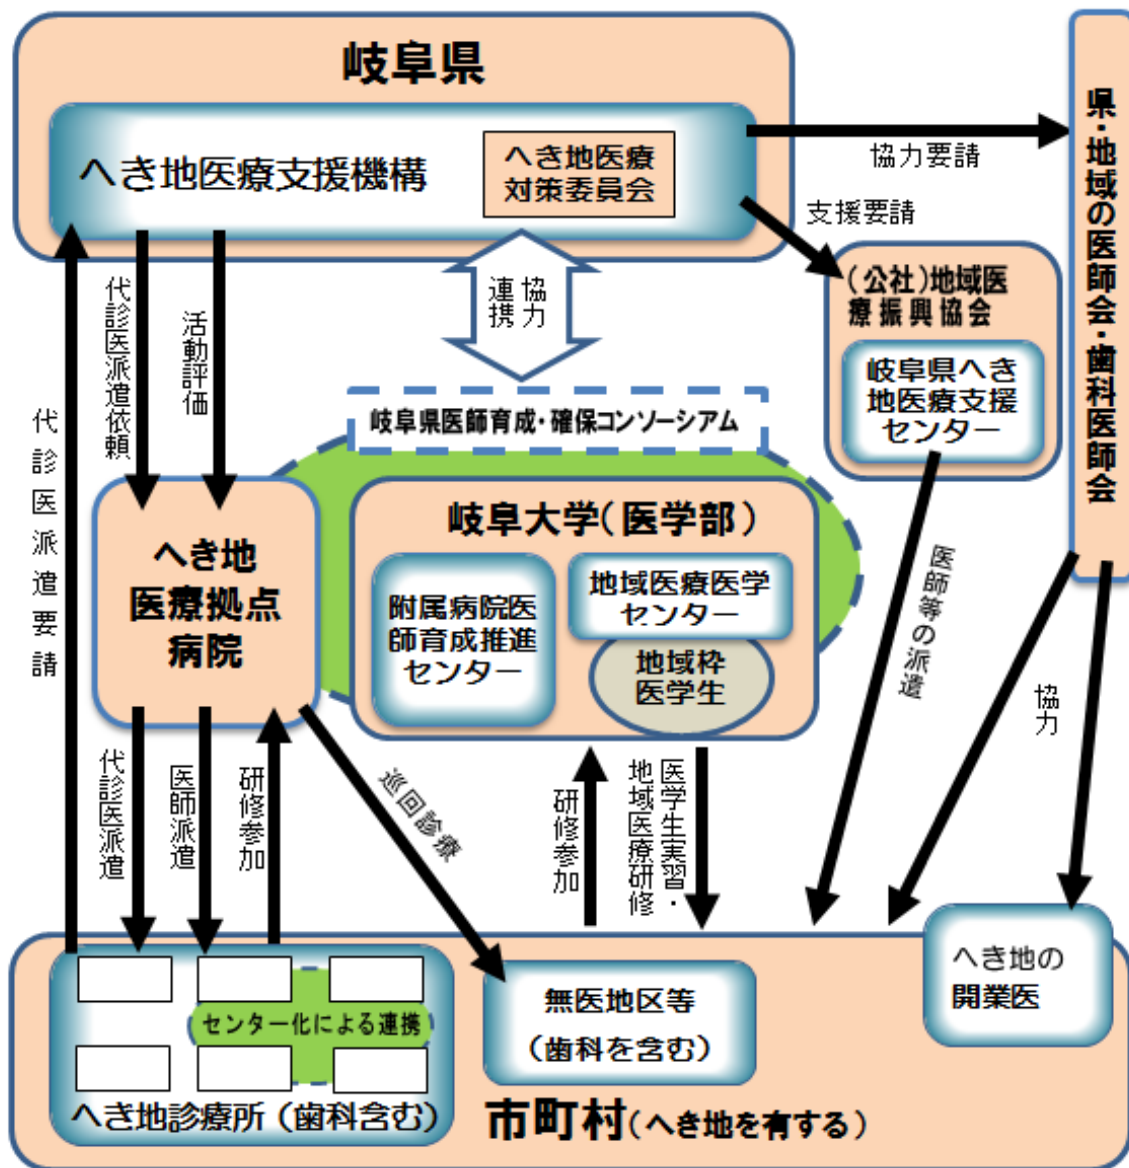 岐阜県
へき地医療支援機構
へき地医療
対策委員会
協力要請
支援要請
県・地域の医師会・歯科医師会
（公社）地域医
療振興協会
岐阜県へき
地医療支援
センター
代診医派遣依頼
活動評価
連携
協力
代診医派遣要請
岐阜県医師育成・確保コンソーシアム
へき地
医療拠点
病院
岐阜大学（医学部）
附属病院医
師育成推進
センター
地域医療医学
センター
地域枠
医学生
医師等の派遣
協力
代診医派遣
医師派遣
研修参加
巡回診療
研修参加
医学生実習・
地域医療研修
センター化による連携
へき地診療所（歯科含む）
無医地区等
（歯科を含む）
へき地の
開業医
市町村（へき地を有する）